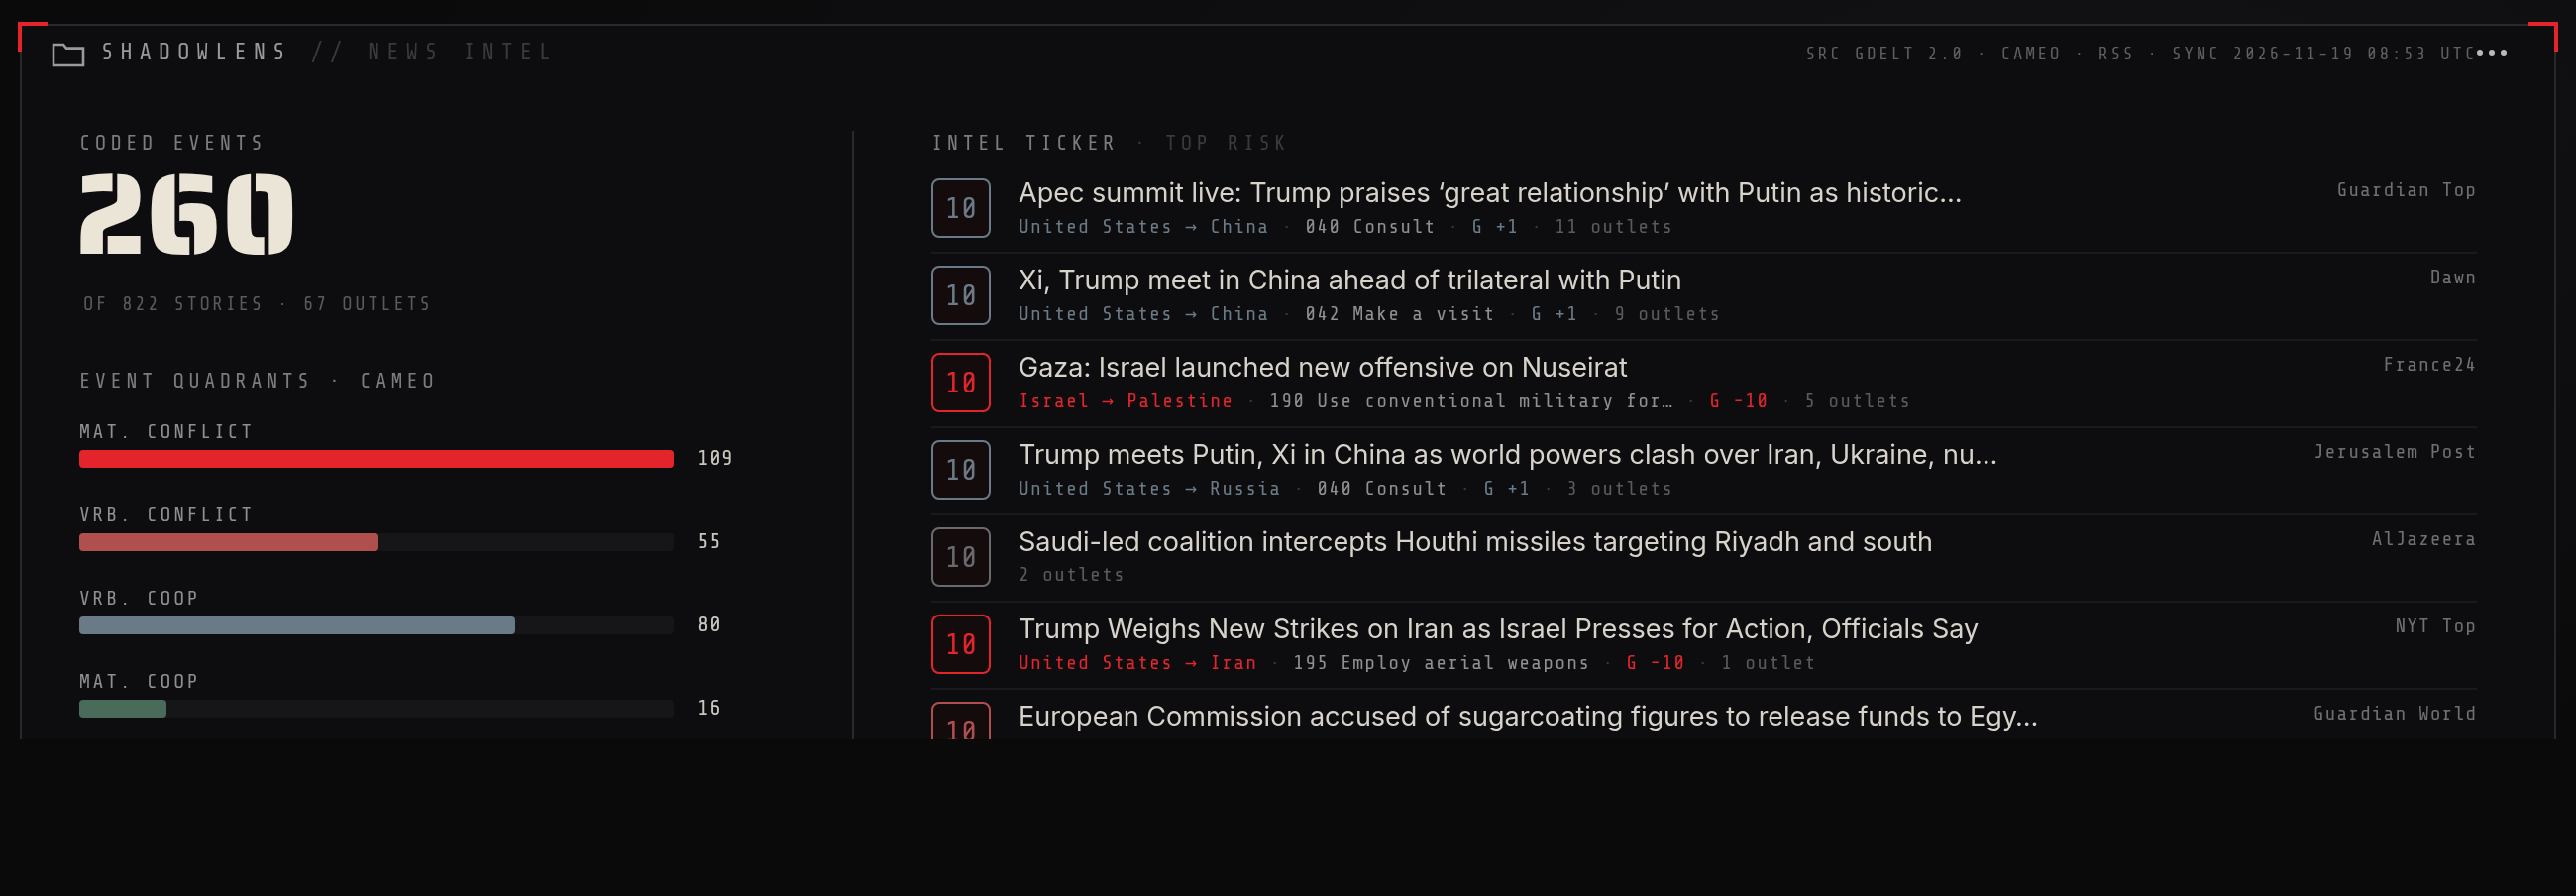 SHADOWLENS // NEWS INTEL
SRC GDELT 2.0 · CAMEO · RSS · SYNC 2026-11-19 08:53 UTC
CODED EVENTS
260
OF 822 STORIES · 67 OUTLETS
EVENT QUADRANTS · CAMEO
MAT. CONFLICT
109
VRB. CONFLICT
55
VRB. COOP
80
MAT. COOP
16
INTEL TICKER · TOP RISK
10 Apec summit live: Trump praises ‘great relationship’ with Putin as historic… Guardian Top
United States → China · 040 Consult · G +1 · 11 outlets
10 Xi, Trump meet in China ahead of trilateral with Putin Dawn
United States → China · 042 Make a visit · G +1 · 9 outlets
10 Gaza: Israel launched new offensive on Nuseirat France24
Israel → Palestine · 190 Use conventional military for… · G -10 · 5 outlets
10 Trump meets Putin, Xi in China as world powers clash over Iran, Ukraine, nu… Jerusalem Post
United States → Russia · 040 Consult · G +1 · 3 outlets
10 Saudi-led coalition intercepts Houthi missiles targeting Riyadh and south AlJazeera
2 outlets
10 Trump Weighs New Strikes on Iran as Israel Presses for Action, Officials Say NYT Top
United States → Iran · 195 Employ aerial weapons · G -10 · 1 outlet
10 European Commission accused of sugarcoating figures to release funds to Egy… Guardian World